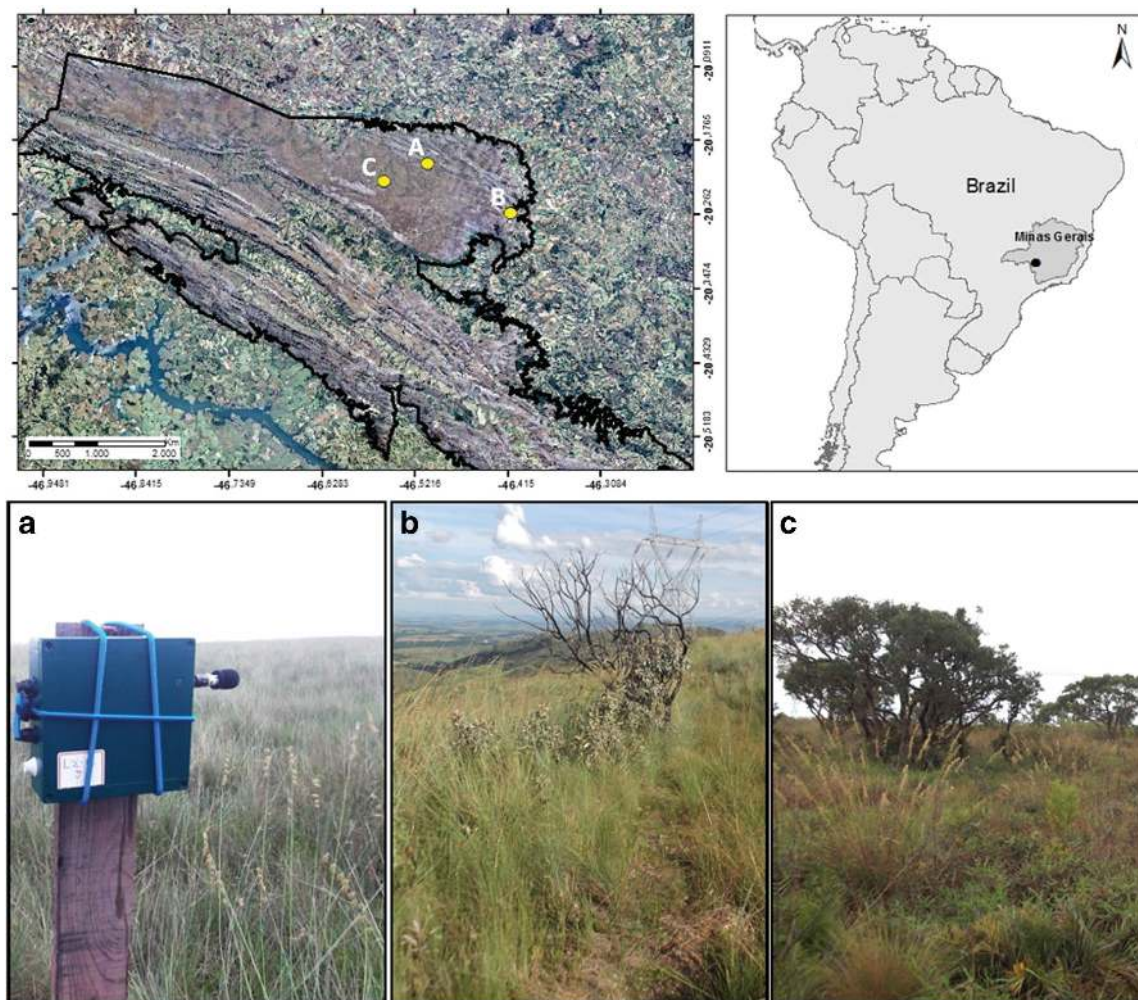 A
C
B
-20,0911
-20,1765
-20,262
-20,3474
-20,4329
-20,5183
Km
0 500 1.000 2.000
-46,9481 -46,8415 -46,7349 -46,6283 -46,5216 -46,415 -46,3084
N
Brazil
Minas Gerais
a
b
c